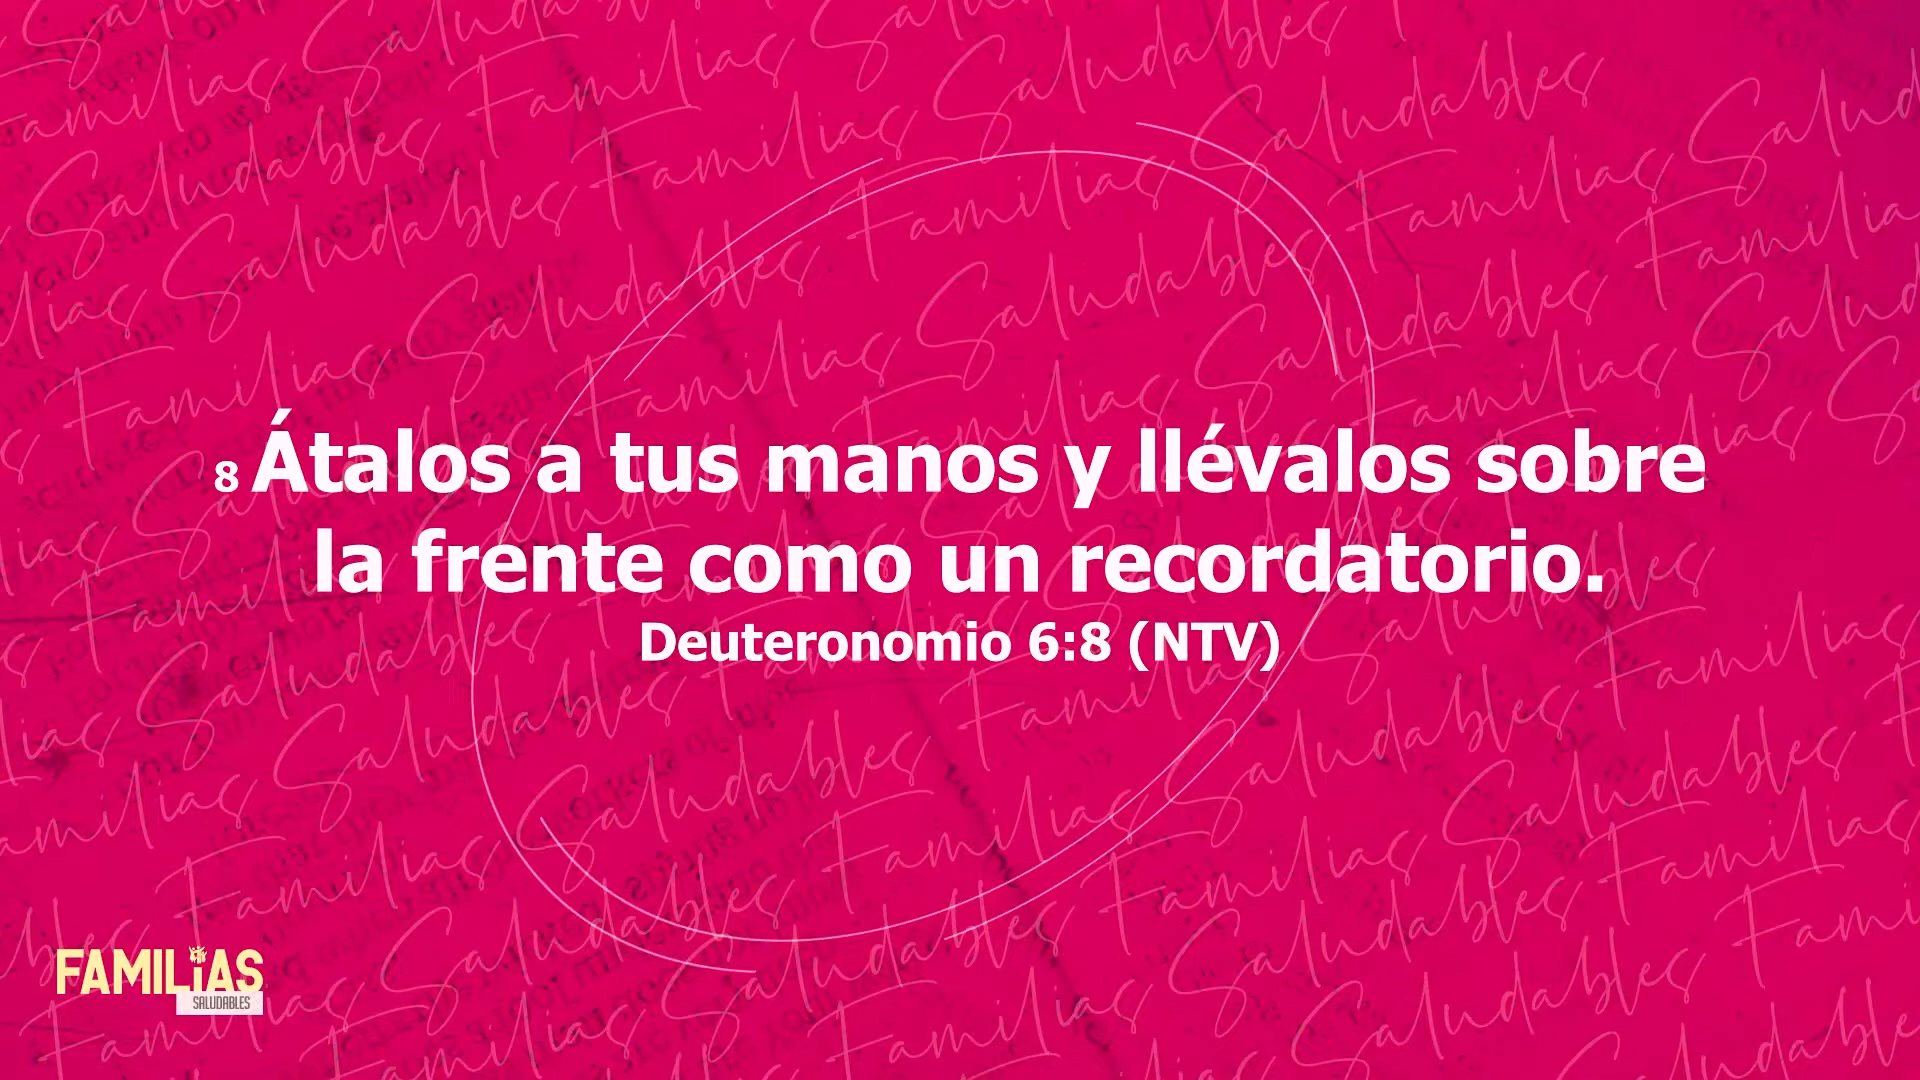 8 Átalos a tus manos y llévalos sobre
la frente como un recordatorio.
Deuteronomio 6:8 (NTV)
FAMILIAS
SALUDABLES